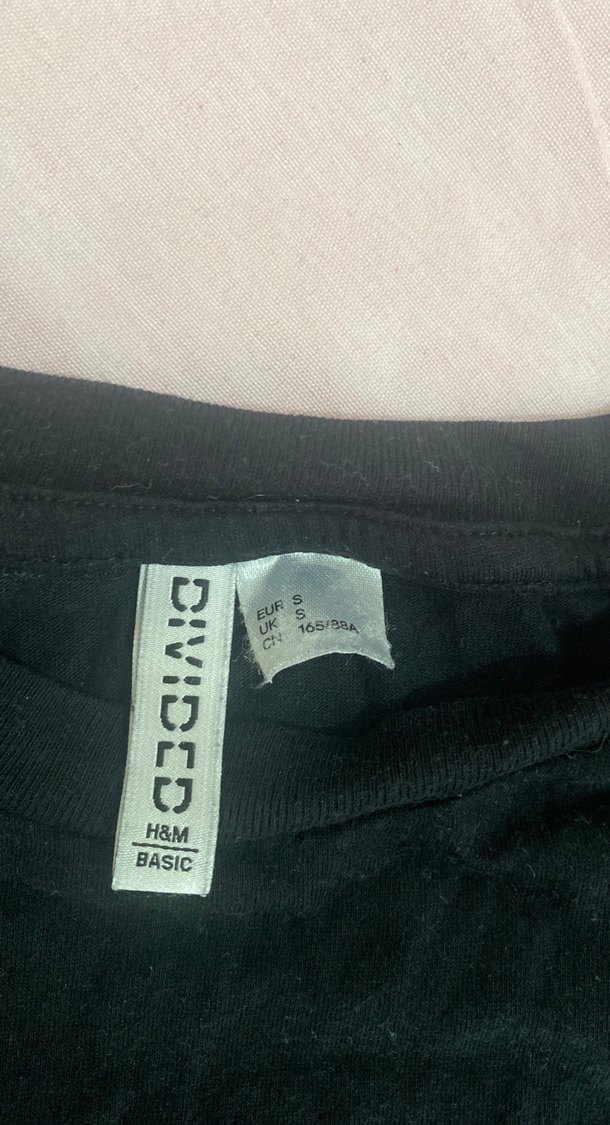 DIVIDED
H&M
BASIC
EUR S
UK S
CN 165/88A